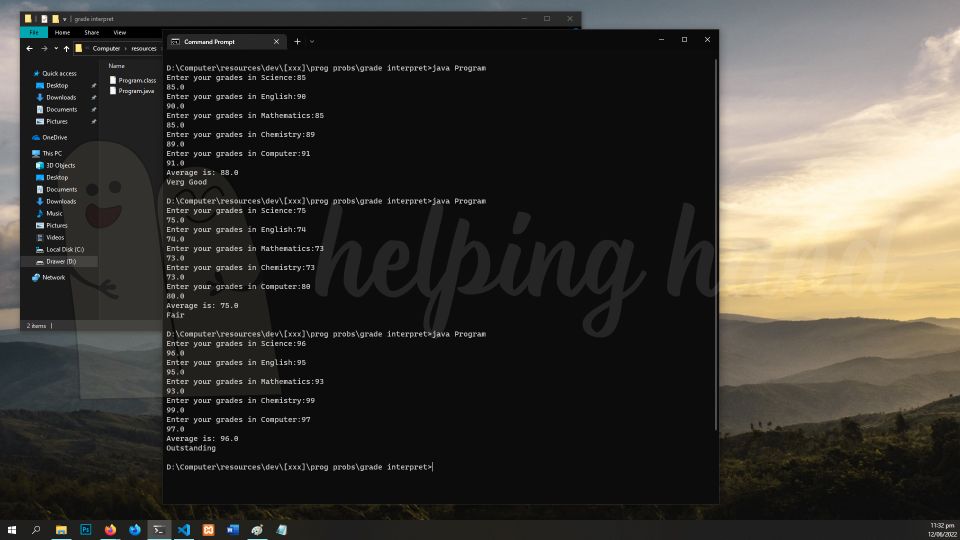 grade interpret
File Home Share View
Computer resources
Name
Quick access
Desktop
Downloads
Documents
Pictures
OneDrive
This PC
3D Objects
Desktop
Documents
Downloads
Music
Pictures
Videos
Local Disk (C:)
Drawer (D:)
Network
Program.class
Program.java
2 items
Command Prompt
D:\Computer\resources\dev\[xxx]\prog probs\grade interpret>java Program
Enter your grades in Science:85
85.0
Enter your grades in English:90
90.0
Enter your grades in Mathematics:85
85.0
Enter your grades in Chemistry:89
89.0
Enter your grades in Computer:91
91.0
Average is: 88.0
Verg Good
D:\Computer\resources\dev\[xxx]\prog probs\grade interpret>java Program
Enter your grades in Science:75
75.0
Enter your grades in English:74
74.0
Enter your grades in Mathematics:73
73.0
Enter your grades in Chemistry:73
73.0
Enter your grades in Computer:80
80.0
Average is: 75.0
Fair
D:\Computer\resources\dev\[xxx]\prog probs\grade interpret>java Program
Enter your grades in Science:96
96.0
Enter your grades in English:95
95.0
Enter your grades in Mathematics:93
93.0
Enter your grades in Chemistry:99
99.0
Enter your grades in Computer:97
97.0
Average is: 96.0
Outstanding
D:\Computer\resources\dev\[xxx]\prog probs\grade interpret>
helping
Ps
11:32 pm
12/06/2022